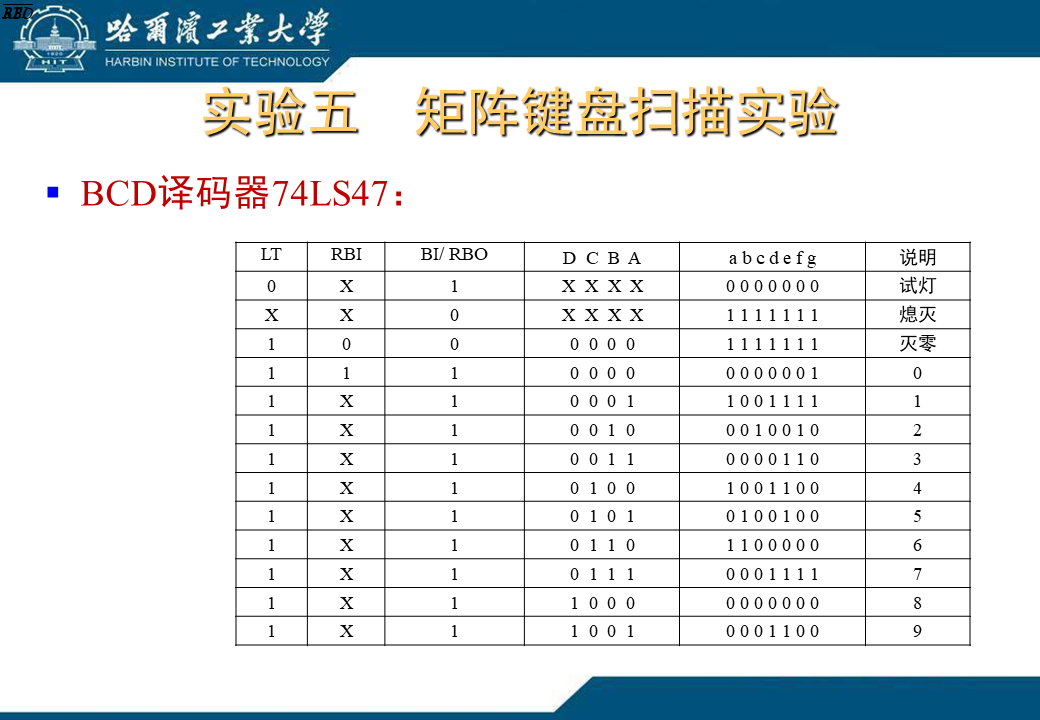 哈爾濱工業大學
HARBIN INSTITUTE OF TECHNOLOGY
实验五 矩阵键盘扫描实验
BCD译码器74LS47：
LT RBI BI/ RBO D C B A a b c d e f g 说明
0 X 1 X X X X 0 0 0 0 0 0 0 试灯
X X 0 X X X X 1 1 1 1 1 1 1 熄灭
1 0 0 0 0 0 0 1 1 1 1 1 1 1 灭零
1 1 1 0 0 0 0 0 0 0 0 0 0 1 0
1 X 1 0 0 0 1 1 0 0 1 1 1 1 1
1 X 1 0 0 1 0 0 0 1 0 0 1 0 2
1 X 1 0 0 1 1 0 0 0 0 1 1 0 3
1 X 1 0 1 0 0 1 0 0 1 1 0 0 4
1 X 1 0 1 0 1 0 1 0 0 1 0 0 5
1 X 1 0 1 1 0 1 1 0 0 0 0 0 6
1 X 1 0 1 1 1 0 0 0 1 1 1 1 7
1 X 1 1 0 0 0 0 0 0 0 0 0 0 8
1 X 1 1 0 0 1 0 0 0 1 1 0 0 9